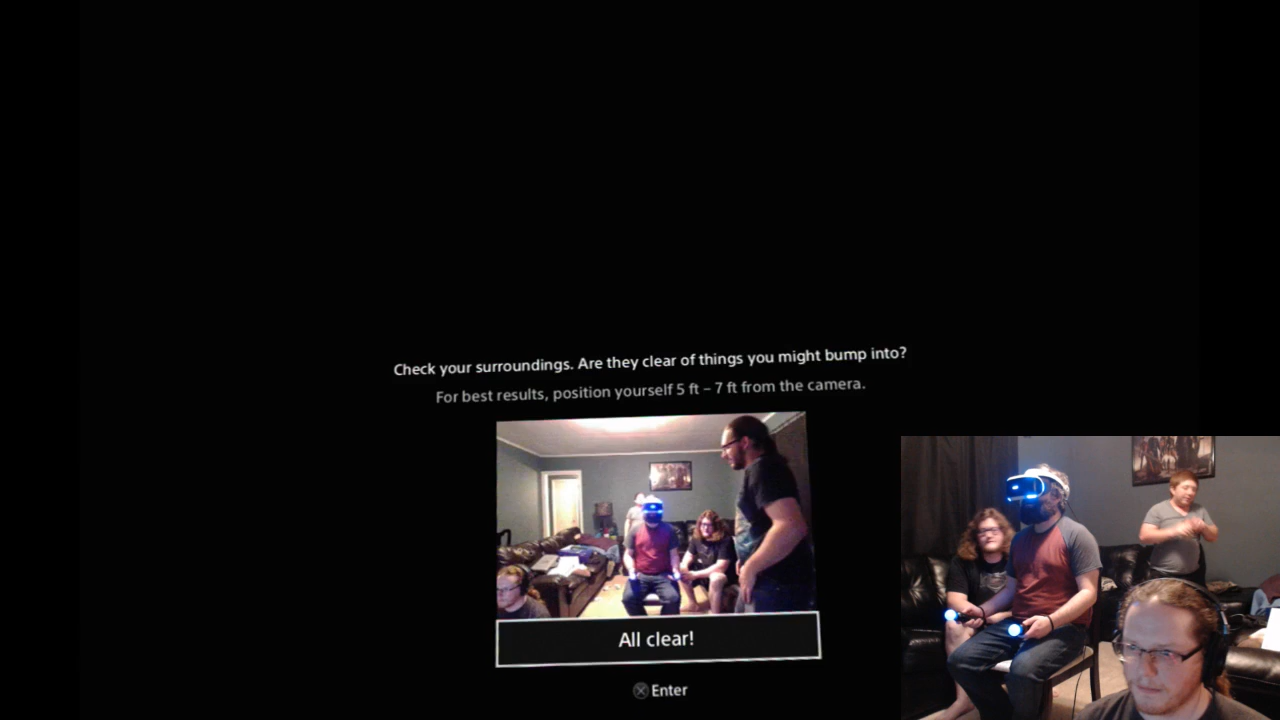 Check your surroundings. Are they clear of things you might bump into?
For best results, position yourself 5 ft – 7 ft from the camera.
All clear!
Enter